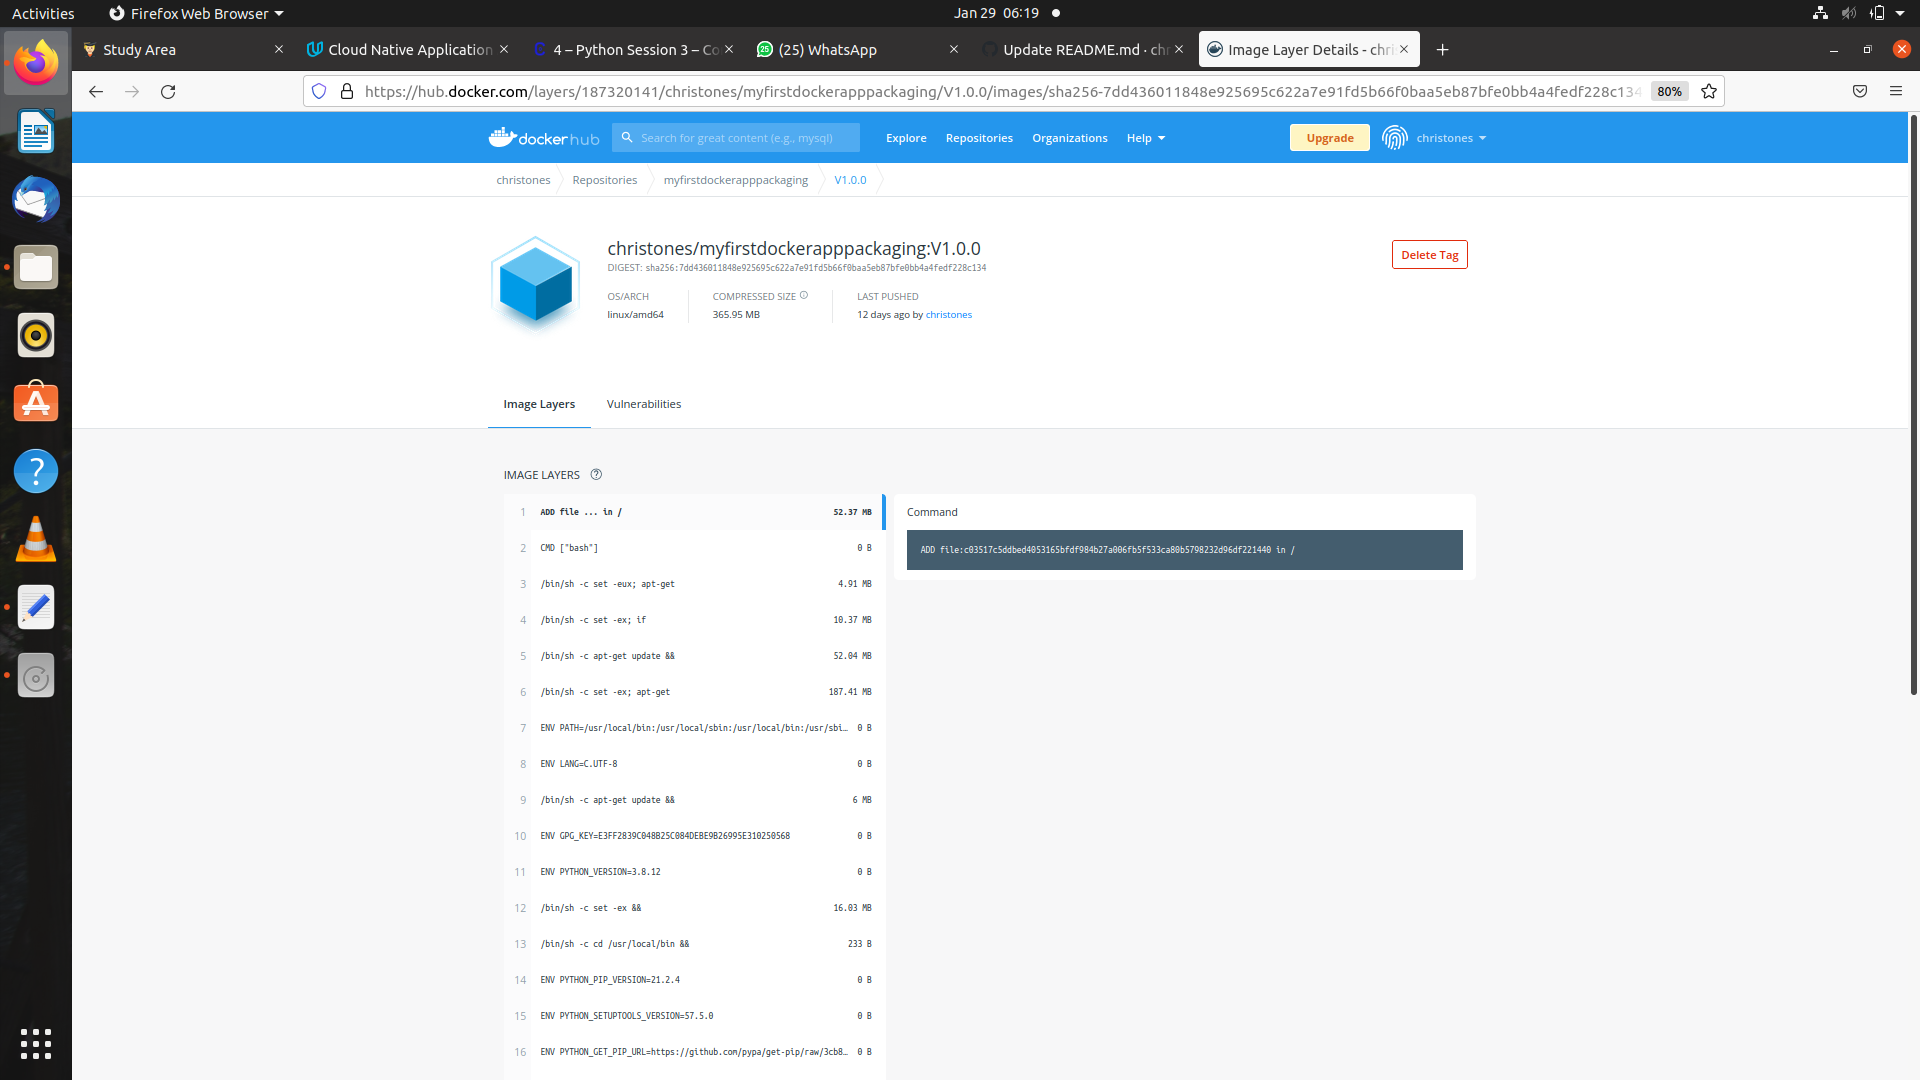 Activities
Firefox Web Browser
Jan 29 06:19
Study Area
Cloud Native Application
4 – Python Session 3 – Co
(25) WhatsApp
Update README.md · chr
Image Layer Details - chri
https://hub.docker.com/layers/187320141/christones/myfirstdockerapppackaging/V1.0.0/images/sha256-7dd436011848e925695c622a7e91fd5b66f0baa5eb87bfe0bb4a4fedf228c134
80%
docker hub
Search for great content (e.g., mysql)
Explore
Repositories
Organizations
Help
Upgrade
christones
christones
Repositories
myfirstdockerapppackaging
V1.0.0
christones/myfirstdockerapppackaging:V1.0.0
DIGEST: sha256:7dd436011848e925695c622a7e91fd5b66f0baa5eb87bfe0bb4a4fedf228c134
Delete Tag
OS/ARCH
linux/amd64
COMPRESSED SIZE
365.95 MB
LAST PUSHED
12 days ago by christones
Image Layers
Vulnerabilities
IMAGE LAYERS
1 ADD file ... in / 52.37 MB
2 CMD ["bash"] 0 B
3 /bin/sh -c set -eux; apt-get 4.91 MB
4 /bin/sh -c set -ex; if 10.37 MB
5 /bin/sh -c apt-get update && 52.04 MB
6 /bin/sh -c set -ex; apt-get 187.41 MB
7 ENV PATH=/usr/local/bin:/usr/local/sbin:/usr/local/bin:/usr/sbi… 0 B
8 ENV LANG=C.UTF-8 0 B
9 /bin/sh -c apt-get update && 6 MB
10 ENV GPG_KEY=E3FF2839C048B25C084DEBE9B26995E310250568 0 B
11 ENV PYTHON_VERSION=3.8.12 0 B
12 /bin/sh -c set -ex && 16.03 MB
13 /bin/sh -c cd /usr/local/bin && 233 B
14 ENV PYTHON_PIP_VERSION=21.2.4 0 B
15 ENV PYTHON_SETUPTOOLS_VERSION=57.5.0 0 B
16 ENV PYTHON_GET_PIP_URL=https://github.com/pypa/get-pip/raw/3cb8… 0 B
Command
ADD file:c03517c5ddbed4053165bfdf984b27a006fb5f533ca80b5798232d96df221440 in /